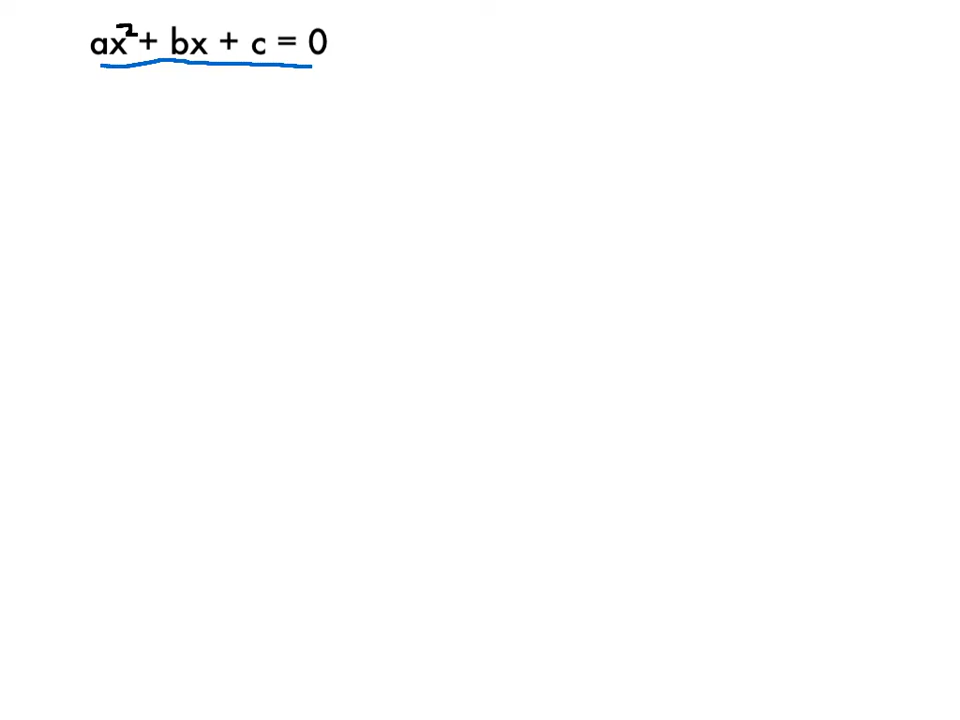 ax² + bx + c = 0